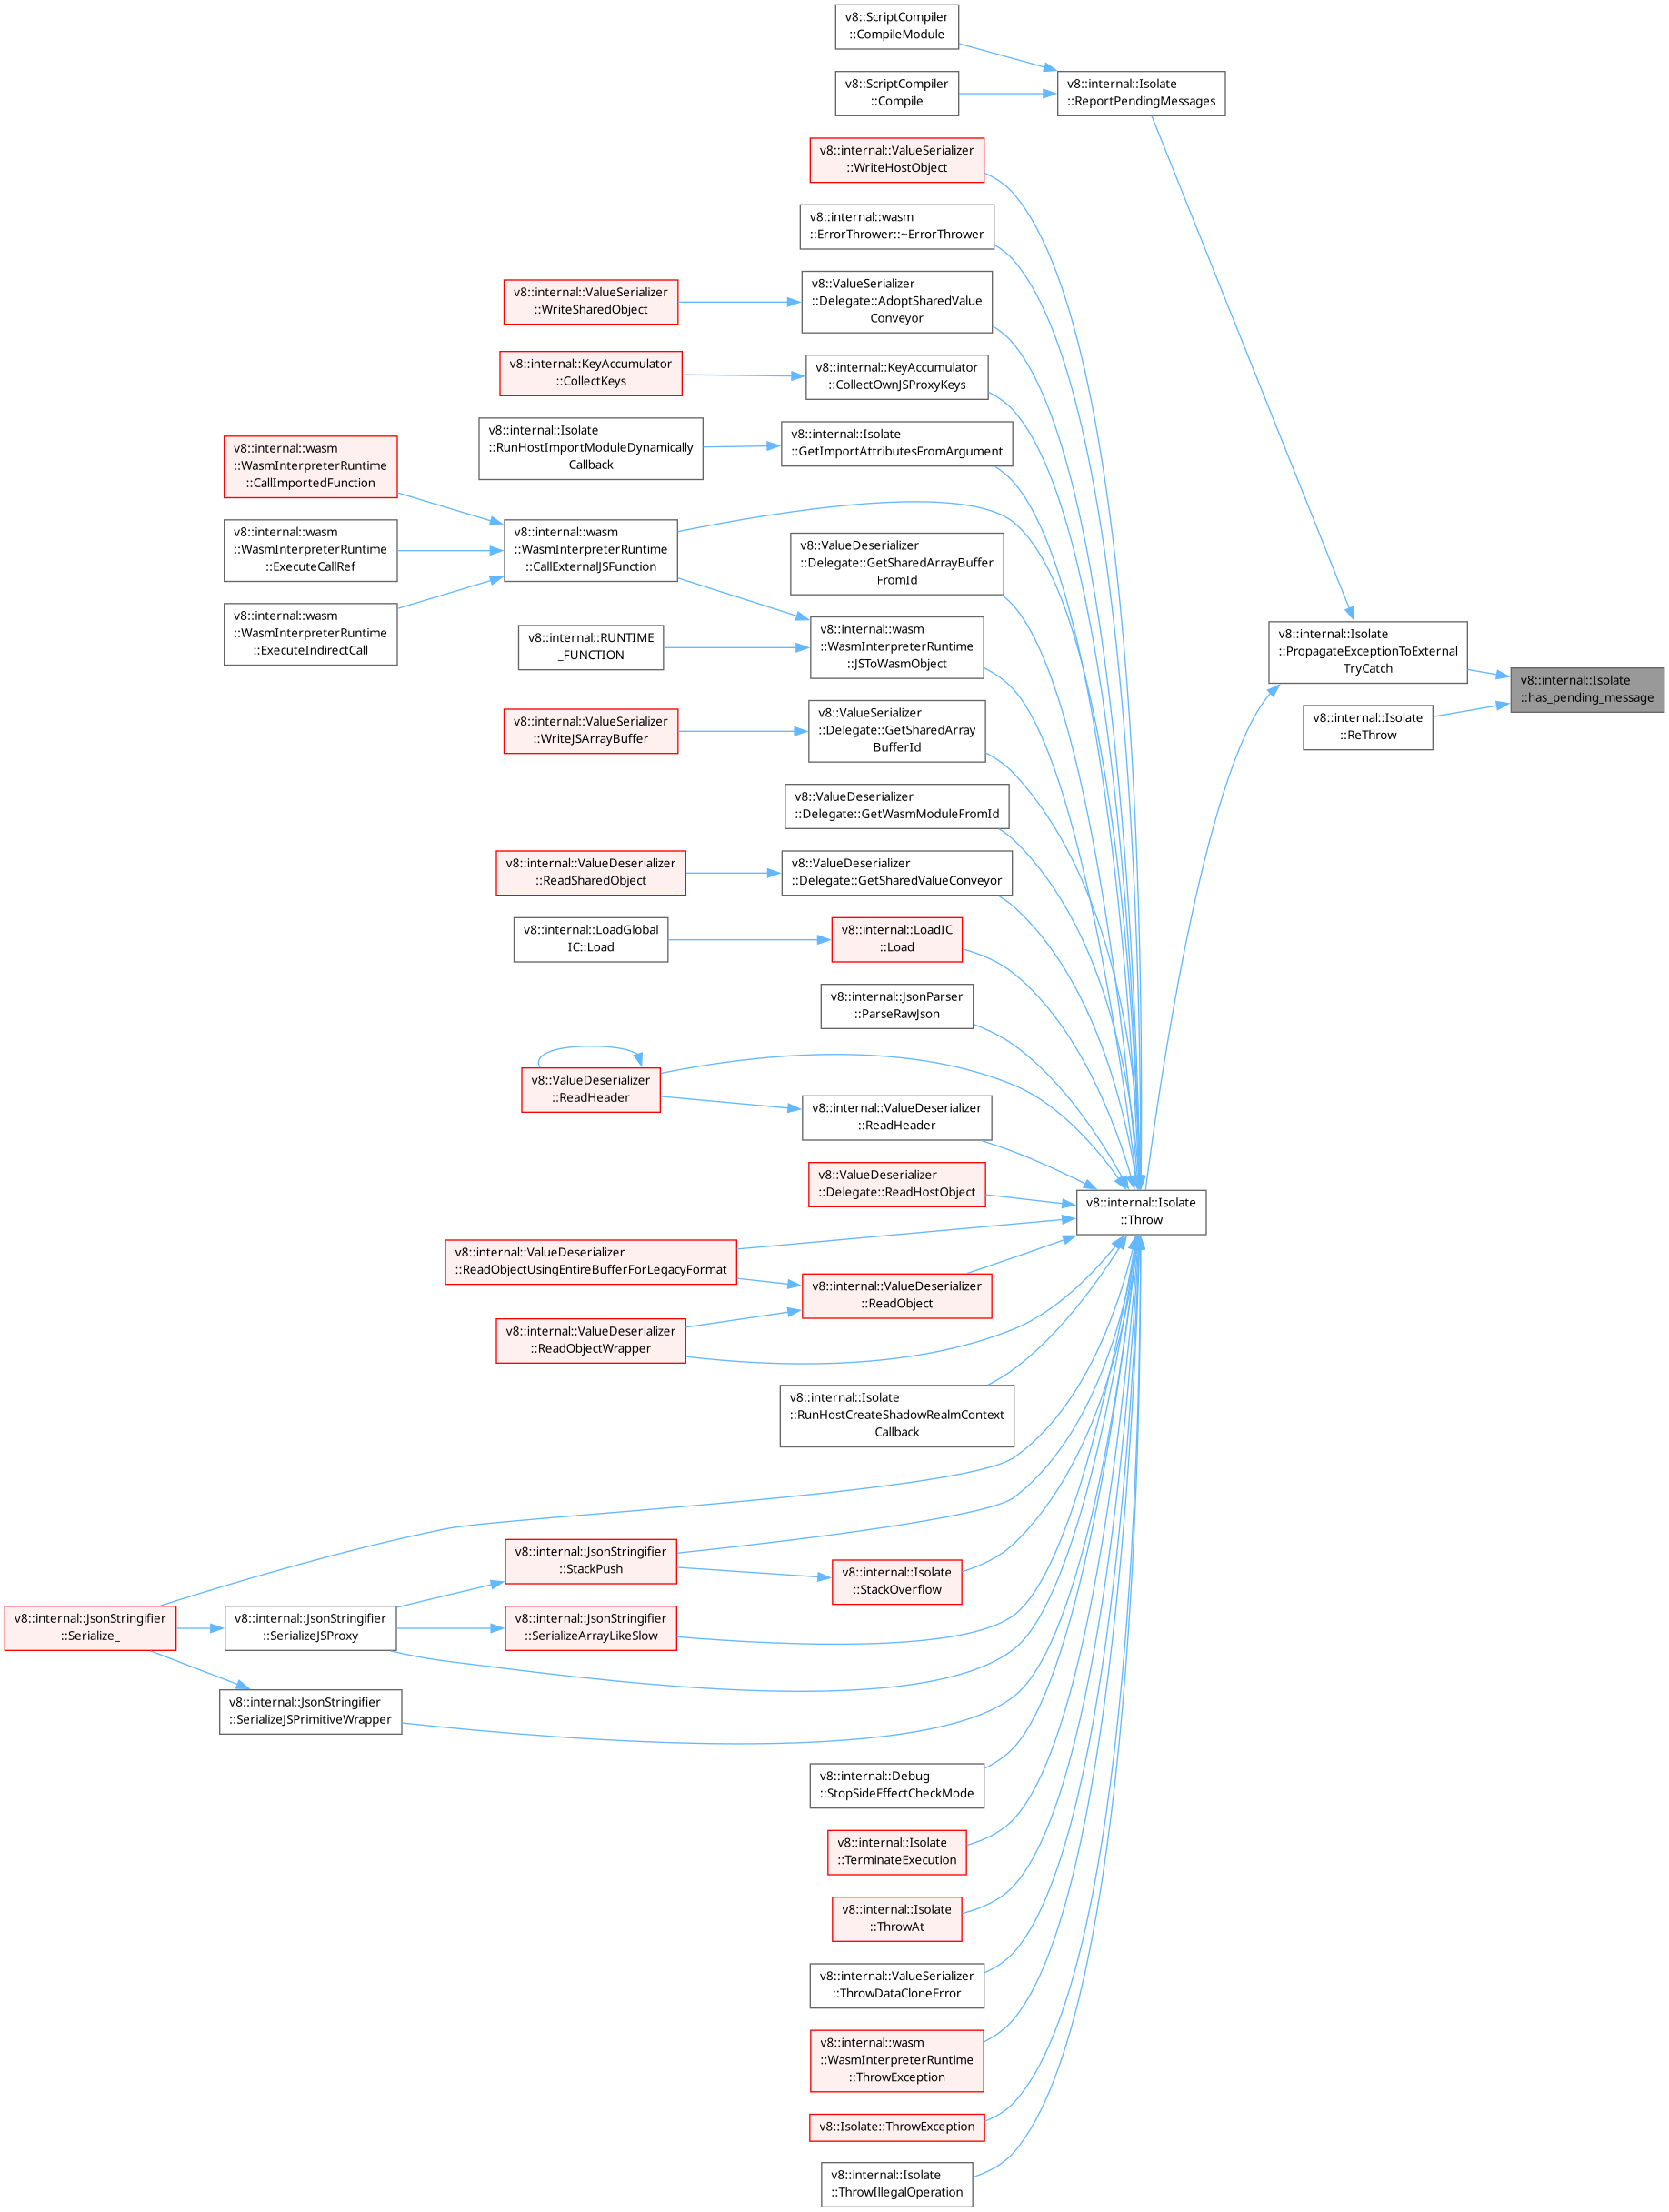 v8::ScriptCompiler
::CompileModule
v8::ScriptCompiler
::Compile
v8::internal::Isolate
::ReportPendingMessages
v8::internal::ValueSerializer
::WriteHostObject
v8::internal::wasm
::ErrorThrower::~ErrorThrower
v8::internal::ValueSerializer
::WriteSharedObject
v8::ValueSerializer
::Delegate::AdoptSharedValue
Conveyor
v8::internal::KeyAccumulator
::CollectKeys
v8::internal::KeyAccumulator
::CollectOwnJSProxyKeys
v8::internal::Isolate
::RunHostImportModuleDynamically
Callback
v8::internal::Isolate
::GetImportAttributesFromArgument
v8::internal::wasm
::WasmInterpreterRuntime
::CallImportedFunction
v8::internal::wasm
::WasmInterpreterRuntime
::ExecuteCallRef
v8::internal::wasm
::WasmInterpreterRuntime
::CallExternalJSFunction
v8::ValueDeserializer
::Delegate::GetSharedArrayBuffer
FromId
v8::internal::wasm
::WasmInterpreterRuntime
::ExecuteIndirectCall
v8::internal::RUNTIME
_FUNCTION
v8::internal::wasm
::WasmInterpreterRuntime
::JSToWasmObject
v8::internal::Isolate
::PropagateExceptionToExternal
TryCatch
v8::internal::Isolate
::has_pending_message
v8::internal::Isolate
::ReThrow
v8::internal::ValueSerializer
::WriteJSArrayBuffer
v8::ValueSerializer
::Delegate::GetSharedArray
BufferId
v8::ValueDeserializer
::Delegate::GetWasmModuleFromId
v8::internal::ValueDeserializer
::ReadSharedObject
v8::ValueDeserializer
::Delegate::GetSharedValueConveyor
v8::internal::LoadGlobal
IC::Load
v8::internal::LoadIC
::Load
v8::internal::JsonParser
::ParseRawJson
v8::ValueDeserializer
::ReadHeader
v8::internal::ValueDeserializer
::ReadHeader
v8::ValueDeserializer
::Delegate::ReadHostObject
v8::internal::Isolate
::Throw
v8::internal::ValueDeserializer
::ReadObjectUsingEntireBufferForLegacyFormat
v8::internal::ValueDeserializer
::ReadObject
v8::internal::ValueDeserializer
::ReadObjectWrapper
v8::internal::Isolate
::RunHostCreateShadowRealmContext
Callback
v8::internal::JsonStringifier
::StackPush
v8::internal::Isolate
::StackOverflow
v8::internal::JsonStringifier
::Serialize_
v8::internal::JsonStringifier
::SerializeJSProxy
v8::internal::JsonStringifier
::SerializeArrayLikeSlow
v8::internal::JsonStringifier
::SerializeJSPrimitiveWrapper
v8::internal::Debug
::StopSideEffectCheckMode
v8::internal::Isolate
::TerminateExecution
v8::internal::Isolate
::ThrowAt
v8::internal::ValueSerializer
::ThrowDataCloneError
v8::internal::wasm
::WasmInterpreterRuntime
::ThrowException
v8::Isolate::ThrowException
v8::internal::Isolate
::ThrowIllegalOperation